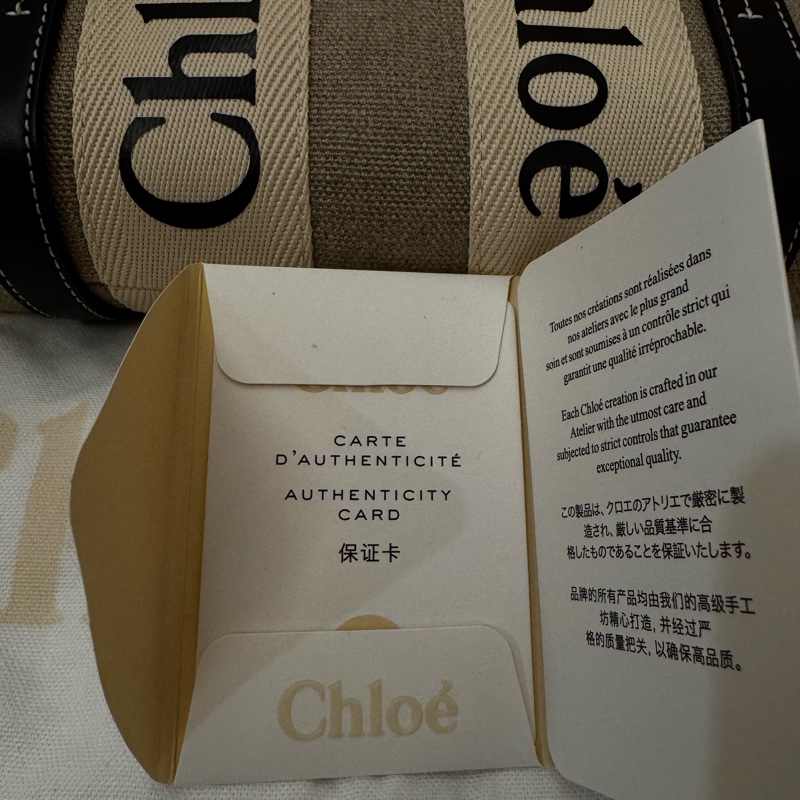 Chl
hloé
Chloé
CARTE
D'AUTHENTICITÉ
AUTHENTICITY
CARD
保证卡
Chloé
Toutes nos créations sont réalisées dans
nos ateliers avec le plus grand
soin et sont soumises à un contrôle strict qui
garantit une qualité irréprochable.
Each Chloé creation is crafted in our
Atelier with the utmost care and
subjected to strict controls that guarantee
exceptional quality.
この製品は、クロエのアトリエで厳密に製
造され、厳しい品質基準に合
格したものであることを保証いたします。
品牌的所有产品均由我们的高级手工
坊精心打造，并经过严
格的质量把关，以确保高品质。